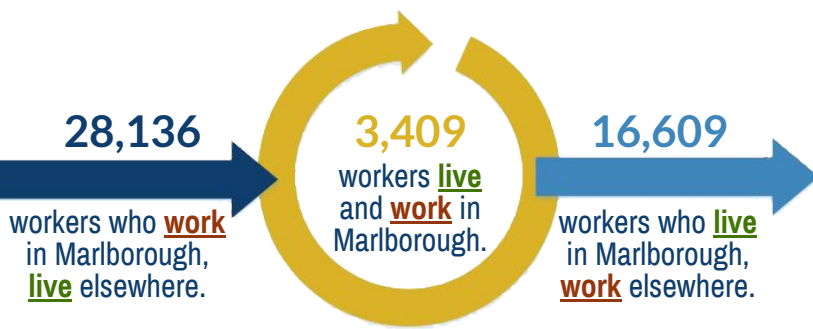 28,136
workers who work
in Marlborough,
live elsewhere.
3,409
workers live
and work in
Marlborough.
16,609
workers who live
in Marlborough,
work elsewhere.